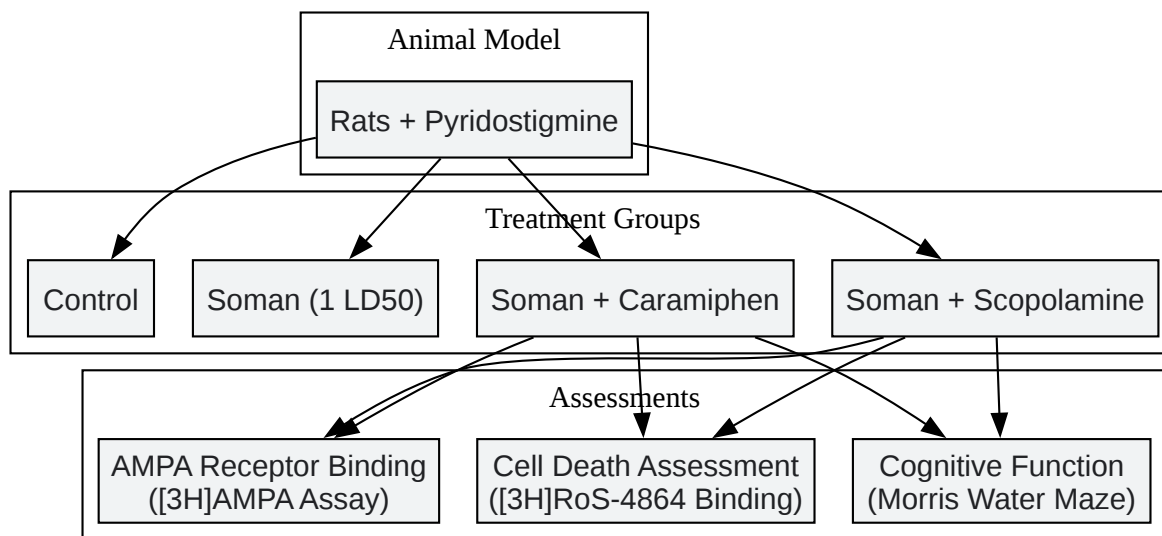 Animal Model
Rats + Pyridostigmine
Treatment Groups
Control
Soman (1 LD50)
Soman + Caramiphen
Soman + Scopolamine
Assessments
AMPA Receptor Binding
([3H]AMPA Assay)
Cell Death Assessment
([3H]RoS-4864 Binding)
Cognitive Function
(Morris Water Maze)